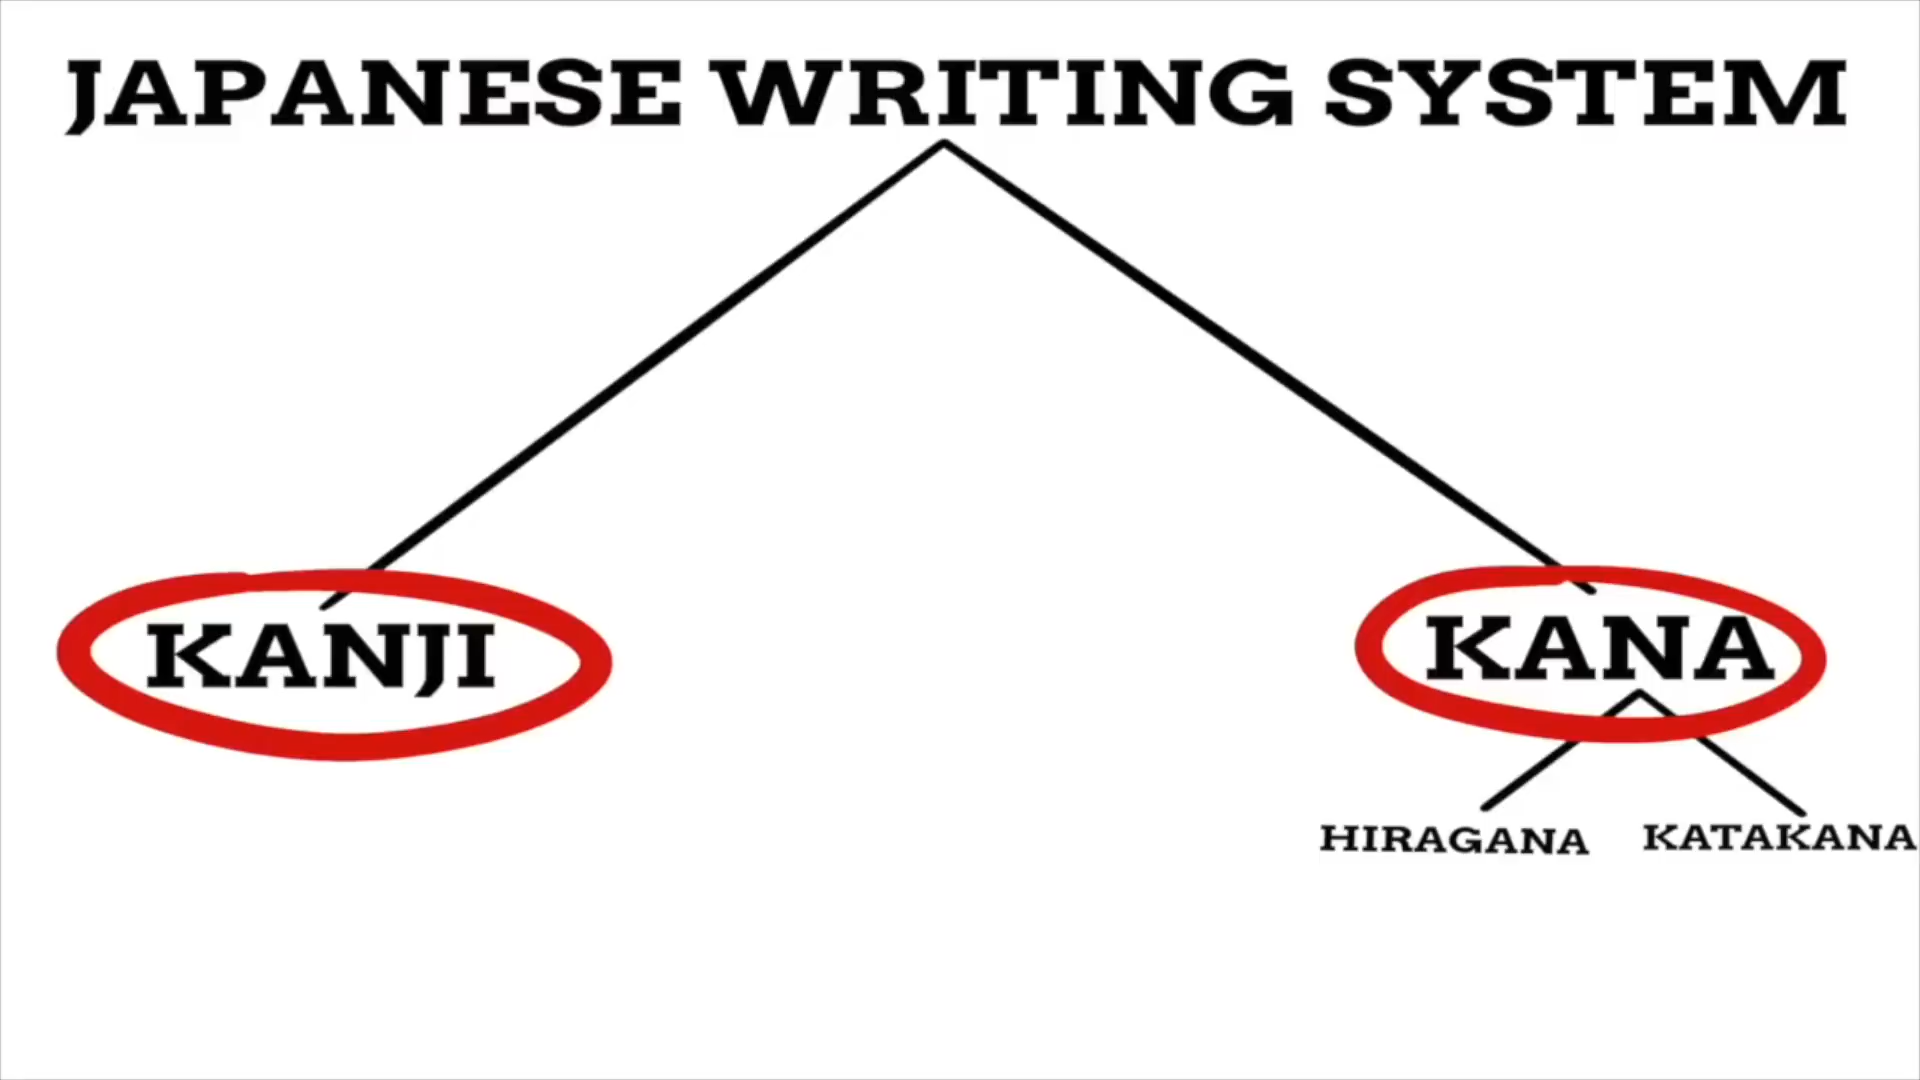 JAPANESE WRITING SYSTEM
KANJI
KANA
HIRAGANA
KATAKANA